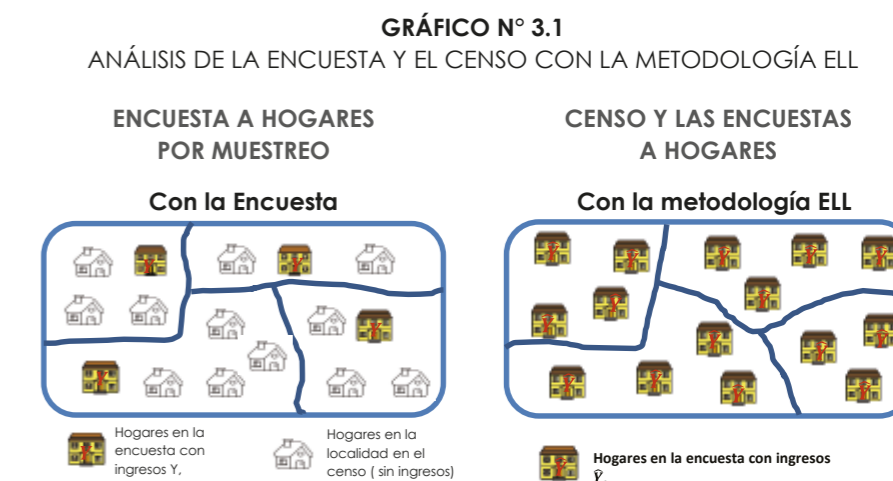 GRÁFICO N° 3.1
ANÁLISIS DE LA ENCUESTA Y EL CENSO CON LA METODOLOGÍA ELL
ENCUESTA A HOGARES
POR MUESTREO
Con la Encuesta
Hogares en la
encuesta con
ingresos Y,
Hogares en la
localidad en el
censo ( sin ingresos)
CENSO Y LAS ENCUESTAS
A HOGARES
Con la metodología ELL
Hogares en la encuesta con ingresos
Ŷ,